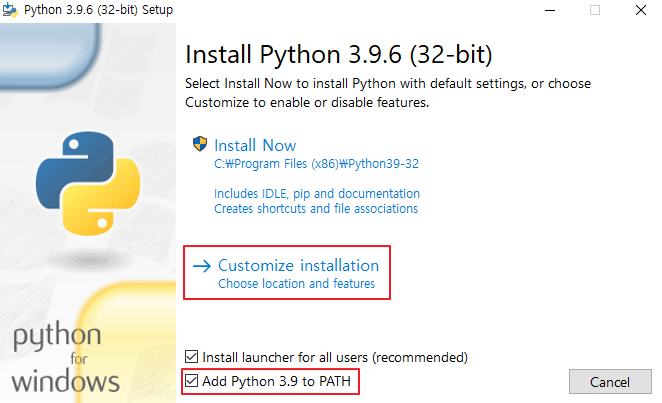 Python 3.9.6 (32-bit) Setup
Install Python 3.9.6 (32-bit)
Select Install Now to install Python with default settings, or choose
Customize to enable or disable features.
Install Now
C:₩Program Files (x86)₩Python39-32
Includes IDLE, pip and documentation
Creates shortcuts and file associations
Customize installation
Choose location and features
python
for
windows
Install launcher for all users (recommended)
Add Python 3.9 to PATH
Cancel